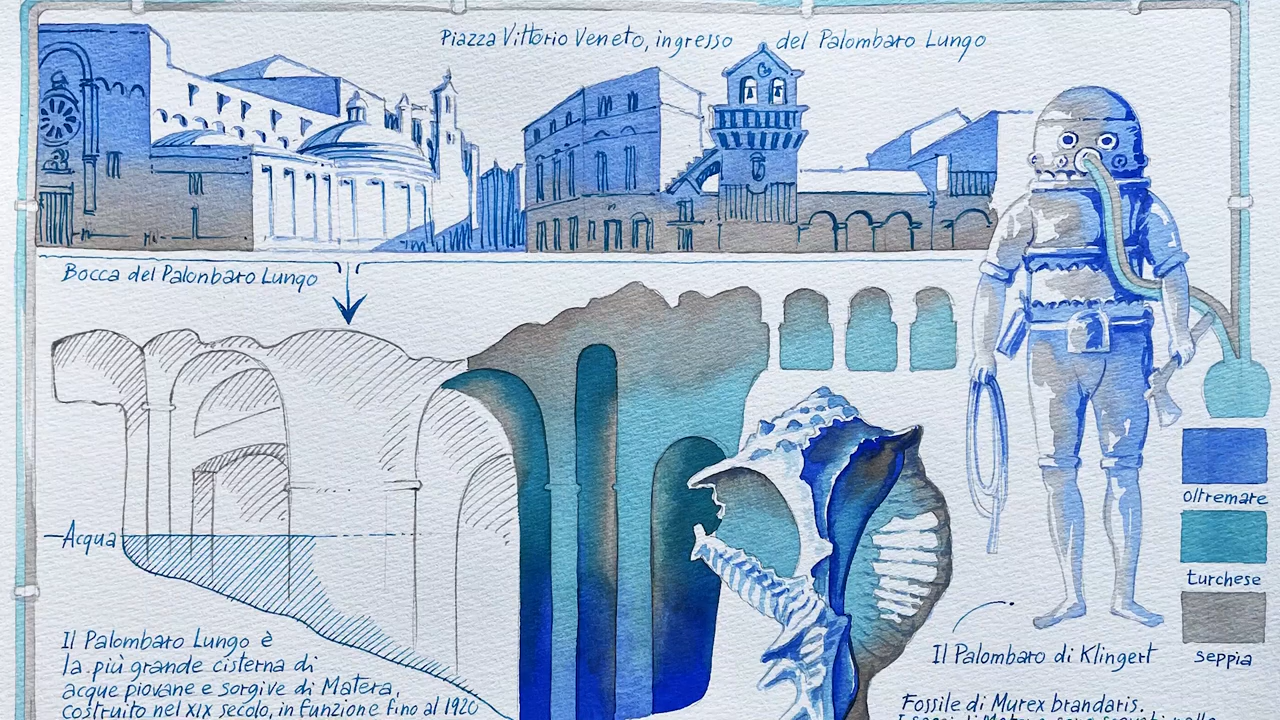 Piazza Vittorio Veneto, ingresso del Palombaro Lungo
Bocca del Palonbaro Lungo
Acqua
oltremare
turchese
seppia
Il Palombaro di Klingert
Il Palombaro Lungo è
la più grande cisterna di
acque piovane e sorgive di Matera,
costruito nel XIX secolo, in funzione fino al 1920
Fossile di Murex brandaris.